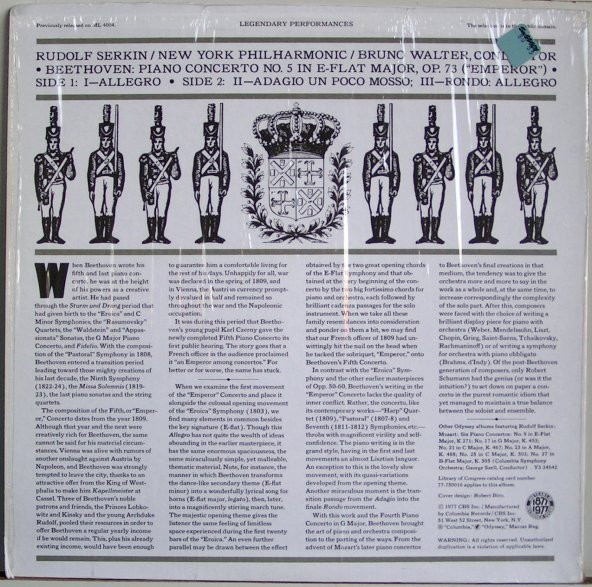 Previously released on ML 4004.
LEGENDARY PERFORMANCES
The selection is in the public domain.
RUDOLF SERKIN/NEW YORK PHILHARMONIC/BRUNO WALTER, CONDUCTOR
• BEETHOVEN: PIANO CONCERTO NO. 5 IN E-FLAT MAJOR, OP. 73 ("EMPEROR") •
SIDE 1: I—ALLEGRO • SIDE 2: II—ADAGIO UN POCO MOSSO; III—RONDO: ALLEGRO
When Beethoven wrote his
fifth and last piano con-
certo, he was at the height
of his powers as a creative
artist. He had passed
through the Sturm und Drang period that
had given birth to the "Eroica" and C
Minor Symphonies, the "Rasumovsky"
Quartets, the "Waldstein" and "Appas-
sionata" Sonatas, the G Major Piano
Concerto, and Fidelio. With the composi-
tion of the "Pastoral" Symphony in 1808,
Beethoven entered a transition period
leading toward those mighty creations of
his last decade, the Ninth Symphony
(1822-24), the Missa Solemnis (1819-
23), the last piano sonatas and the string
quartets.
The composition of the Fifth, or "Emper-
or," Concerto dates from the year 1809.
Although that year and the next were
creatively rich for Beethoven, the same
cannot be said for his material circum-
stances. Vienna was alive with rumors of
another onslaught against Austria by
Napoleon, and Beethoven was strongly
tempted to leave the city, thanks to an
attractive offer from the King of West-
phalia to make him Kapellmeister at
Cassel. Three of Beethoven's noble
patrons and friends, the Princes Lobko-
witz and Kinsky and the young Archduke
Rudolf, pooled their resources in order to
offer Beethoven a regular yearly income
if he would remain. This, plus his already
existing income, would have been enough
to guarantee him a comfortable living for
the rest of his days. Unhappily for all, war
was declared in the spring of 1809, and
in Vienna, the Austrian currency prompt-
ly devalued in half and remained so
throughout the war and the Napoleonic
occupation.
It was during this period that Beetho-
ven's young pupil Karl Czerny gave the
newly completed Fifth Piano Concerto its
first public hearing. The story goes that a
French officer in the audience proclaimed
it "an Emperor among concertos." For
better or for worse, the name has stuck.
When we examine the first movement
of the "Emperor" Concerto and place it
alongside the colossal opening movement
of the "Eroica" Symphony (1803), we
find many elements in common besides
the key signature (E-flat). Though this
Allegro has not quite the wealth of ideas
abounding in the earlier masterpiece, it
has the same enormous spaciousness, the
same miraculously simple, yet malleable,
thematic material. Note, for instance, the
manner in which Beethoven transforms
the dance-like secondary theme (E-flat
minor) into a wonderfully lyrical song for
horns (E-flat major, legato), then, later,
into a magnificently stirring march tune.
The majestic opening theme gives the
listener the same feeling of limitless
space experienced during the first twenty
bars of the "Eroica." An even further
parallel may be drawn between the effect
obtained by the two great opening chords
of the E-Flat Symphony and that ob-
tained at the very beginning of the con-
certo by the two big fortissimo chords for
piano and orchestra, each followed by
brilliant cadenza passages for the solo
instrument. When we take all these
family resemblances into consideration
and ponder on them a bit, we may find
that our French officer of 1809 had un-
wittingly hit the nail on the head when
he tacked the sobriquet, "Emperor," onto
Beethoven's Fifth Concerto.
In contrast with the "Eroica" Sym-
phony and the other earlier masterpieces
of Opp. 50-60, Beethoven's writing in the
"Emperor" Concerto lacks the quality of
inner conflict. Rather, the concerto, like
its contemporary works—"Harp" Quar-
tet (1809), "Pastoral" (1807-8) and
Seventh (1811-1812) Symphonies, etc.—
throbs with magnificent virility and self-
confidence. The piano writing is in the
grand style, having in the first and last
movements an almost Lisztian languor.
An exception to this is the lovely slow
movement, with its quasi-variations
developed from the opening theme. Another
miraculous moment is the tran-
sition passage from the Adagio into the
finale Rondo movement.
With this work and the Fourth Piano
Concerto in G Major, Beethoven brought
the art of pianos and orchestra composi-
tion to the parting of the ways. From the
advent of Mozart's later piano concertos
to Beethoven's final creations in that
medium, the tendency was to give the
orchestra more and more to say in the
work as a whole and, at the same time, to
increase correspondingly the complexity
of the solo part. After this, composers
were faced with the choice of writing a
brilliant display piece for piano with
orchestra (Weber, Mendelssohn, Liszt,
Chopin, Grieg, Saint-Saëns, Tchaikovsky,
Rachmaninoff) or of writing a symphony
for orchestra with piano obbligato
(Brahms, d'Indy). Of the post-Beethoven
generation of composers, only Robert
Schumann had the genius (or was it the
intuition?) to set down on paper a con-
certo in the purest romantic idiom that
yet managed to maintain a true balance
between the soloist and ensemble.
Other Odyssey albums featuring Rudolf Serkin:
Mozart: Six Piano Concertos: No. 9 in E-Flat
Major, K. 271; No. 17 in G Major, K. 453;
No. 21 in C Major, K. 467; No. 23 in A Major,
K. 488; No. 25 in C Major, K. 503; No. 27 in
B-Flat Major, K. 595 (Columbia Symphony
Orchestra; George Szell, Conductor) Y3 34642
Library of Congress catalog card number
77-750016 applies to this album.
Cover design: Robert Biro.
© 1977 CBS Inc./Manufactured
by Columbia Records/CBS Inc.
51 West 52 Street, New York, N.Y.
® "Columbia," "Odyssey," Marcas Reg.
1877
1977
WARNING: All rights reserved. Unauthorized
duplication is a violation of applicable laws.